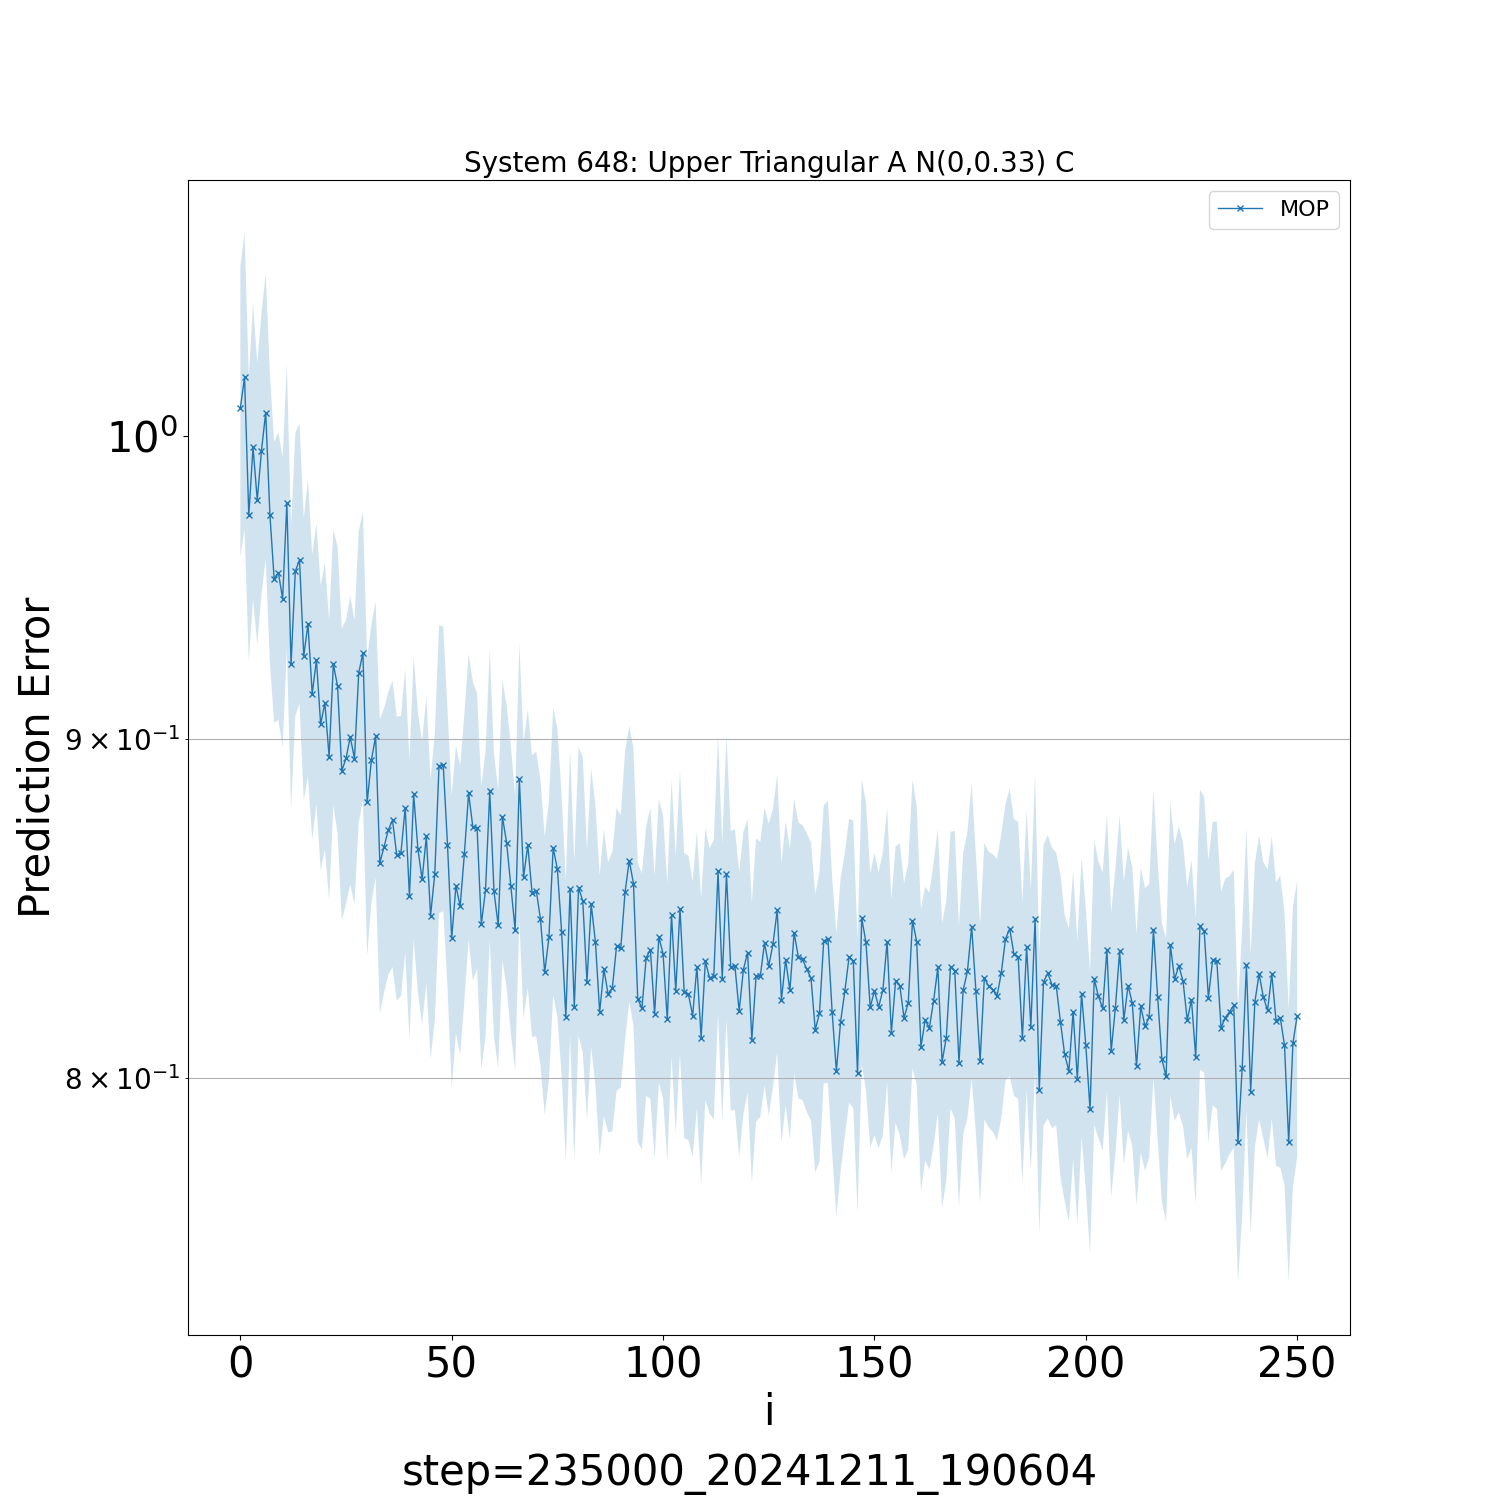 System 648: Upper Triangular A N(0,0.33) C
MOP
Prediction Error
10⁰
9 × 10⁻¹
8 × 10⁻¹
0 50 100 150 200 250
i
step=235000_20241211_190604